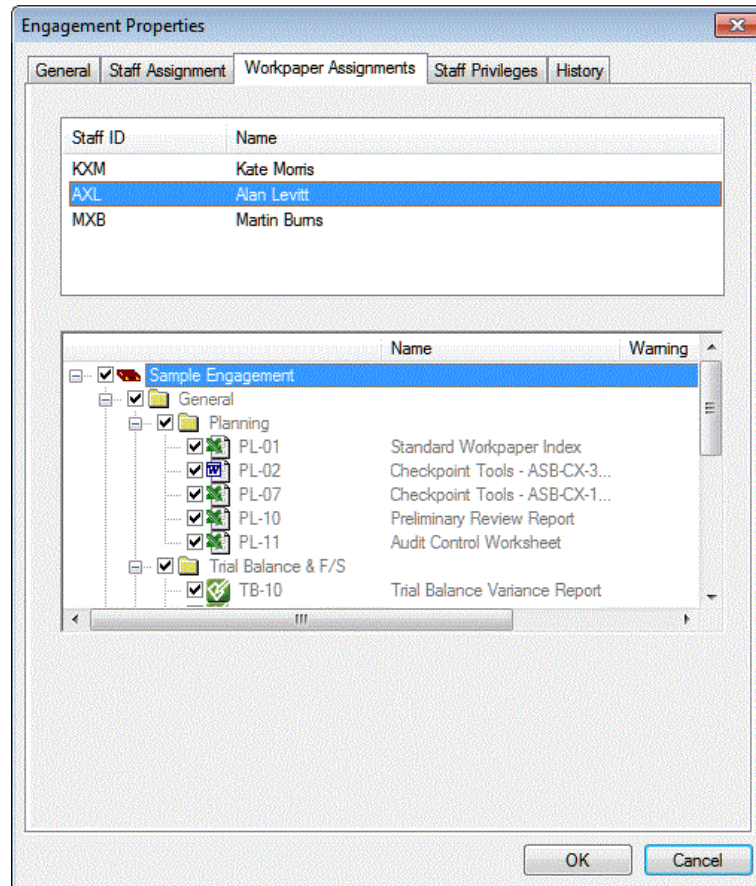 Engagement Properties
General Staff Assignment Workpaper Assignments Staff Privileges History
Staff ID Name
KXM Kate Morris
AXL Alan Levitt
MXB Martin Burns
Name Warning
Sample Engagement
General
Planning
PL-01 Standard Workpaper Index
PL-02 Checkpoint Tools - ASB-CX-3...
PL-07 Checkpoint Tools - ASB-CX-1...
PL-10 Preliminary Review Report
PL-11 Audit Control Worksheet
Trial Balance & F/S
TB-10 Trial Balance Variance Report
OK Cancel